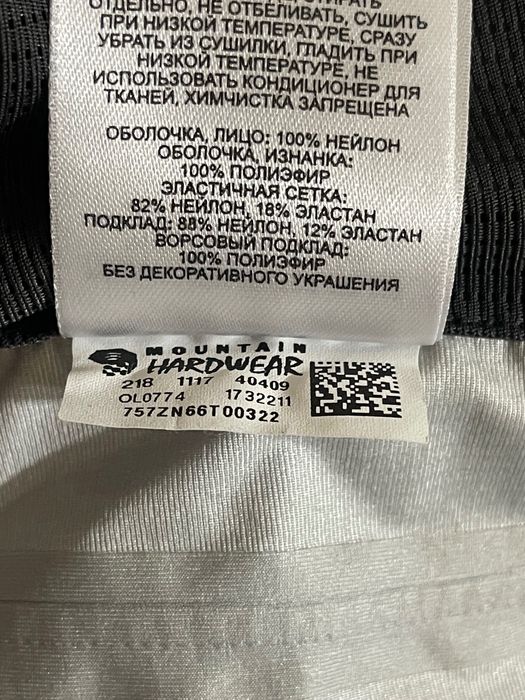 ОТДЕЛЬНО, НЕ ОТБЕЛИВАТЬ, СУШИТЬ
ПРИ НИЗКОЙ ТЕМПЕРАТУРЕ, СРАЗУ
УБРАТЬ ИЗ СУШИЛКИ, ГЛАДИТЬ ПРИ
НИЗКОЙ ТЕМПЕРАТУРЕ, НЕ
ИСПОЛЬЗОВАТЬ КОНДИЦИОНЕР ДЛЯ
ТКАНЕЙ, ХИМЧИСТКА ЗАПРЕЩЕНА
ОБОЛОЧКА, ЛИЦО: 100% НЕЙЛОН
ОБОЛОЧКА, ИЗНАНКА:
100% ПОЛИЭФИР
ЭЛАСТИЧНАЯ СЕТКА:
82% НЕЙЛОН, 18% ЭЛАСТАН
ПОДКЛАД: 88% НЕЙЛОН, 12% ЭЛАСТАН
ВОРСОВЫЙ ПОДКЛАД:
100% ПОЛИЭФИР
БЕЗ ДЕКОРАТИВНОГО УКРАШЕНИЯ
MOUNTAIN
HARDWEAR
218 1117 40409
OL0774 1732211
757ZN66T00322